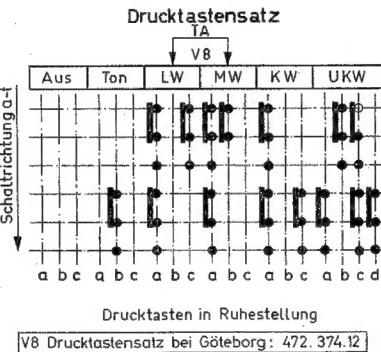 Drucktastensatz
TA
V8
Aus Ton LW MW KW UKW
Schaltrichtung a-t
a b c a b c a b c a b c a b c a b c d
Drucktasten in Ruhestellung
V8 Drucktastensatz bei Göteborg: 472.374.12